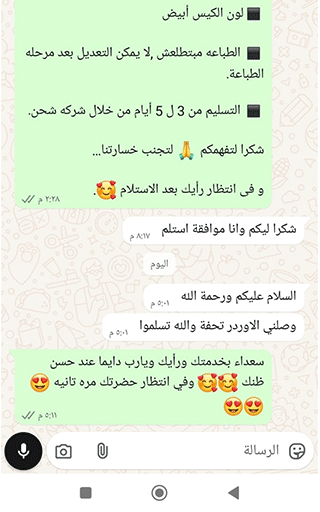 ◼️ لون الكيس أبيض
◼️ الطباعه مبتطلعش ,لا يمكن التعديل بعد مرحله
الطباعة.
◼️ التسليم من 3 ل 5 أيام من خلال شركه شحن.
شكرا لتفهمكم 🙏 لتجنب خسارتنا...
و فى انتظار رأيك بعد الاستلام 🥰.
٢:٢٨ م
شكرا ليكم وانا موافقة استلم
٨:١٧ م
اليوم
السلام عليكم ورحمة الله
٥:٠١ م
وصلني الاوردر تحفة والله تسلموا
٥:٠١ م
سعداء بخدمتك ورأيك ويارب دايما عند حسن
ظنك 🥰🥰 وفي انتظار حضرتك مره تانيه 😍
😍😍
٥:١١ م
الرسالة